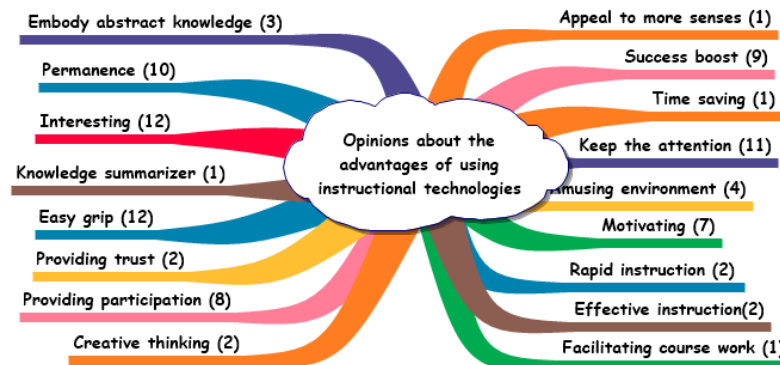 Embody abstract knowledge (3)
Permanence (10)
Interesting (12)
Knowledge summarizer (1)
Easy grip (12)
Providing trust (2)
Providing participation (8)
Creative thinking (2)
Opinions about the
advantages of using
instructional technologies
Appeal to more senses (1)
Success boost (9)
Time saving (1)
Keep the attention (11)
Amusing environment (4)
Motivating (7)
Rapid instruction (2)
Effective instruction(2)
Facilitating course work (1)